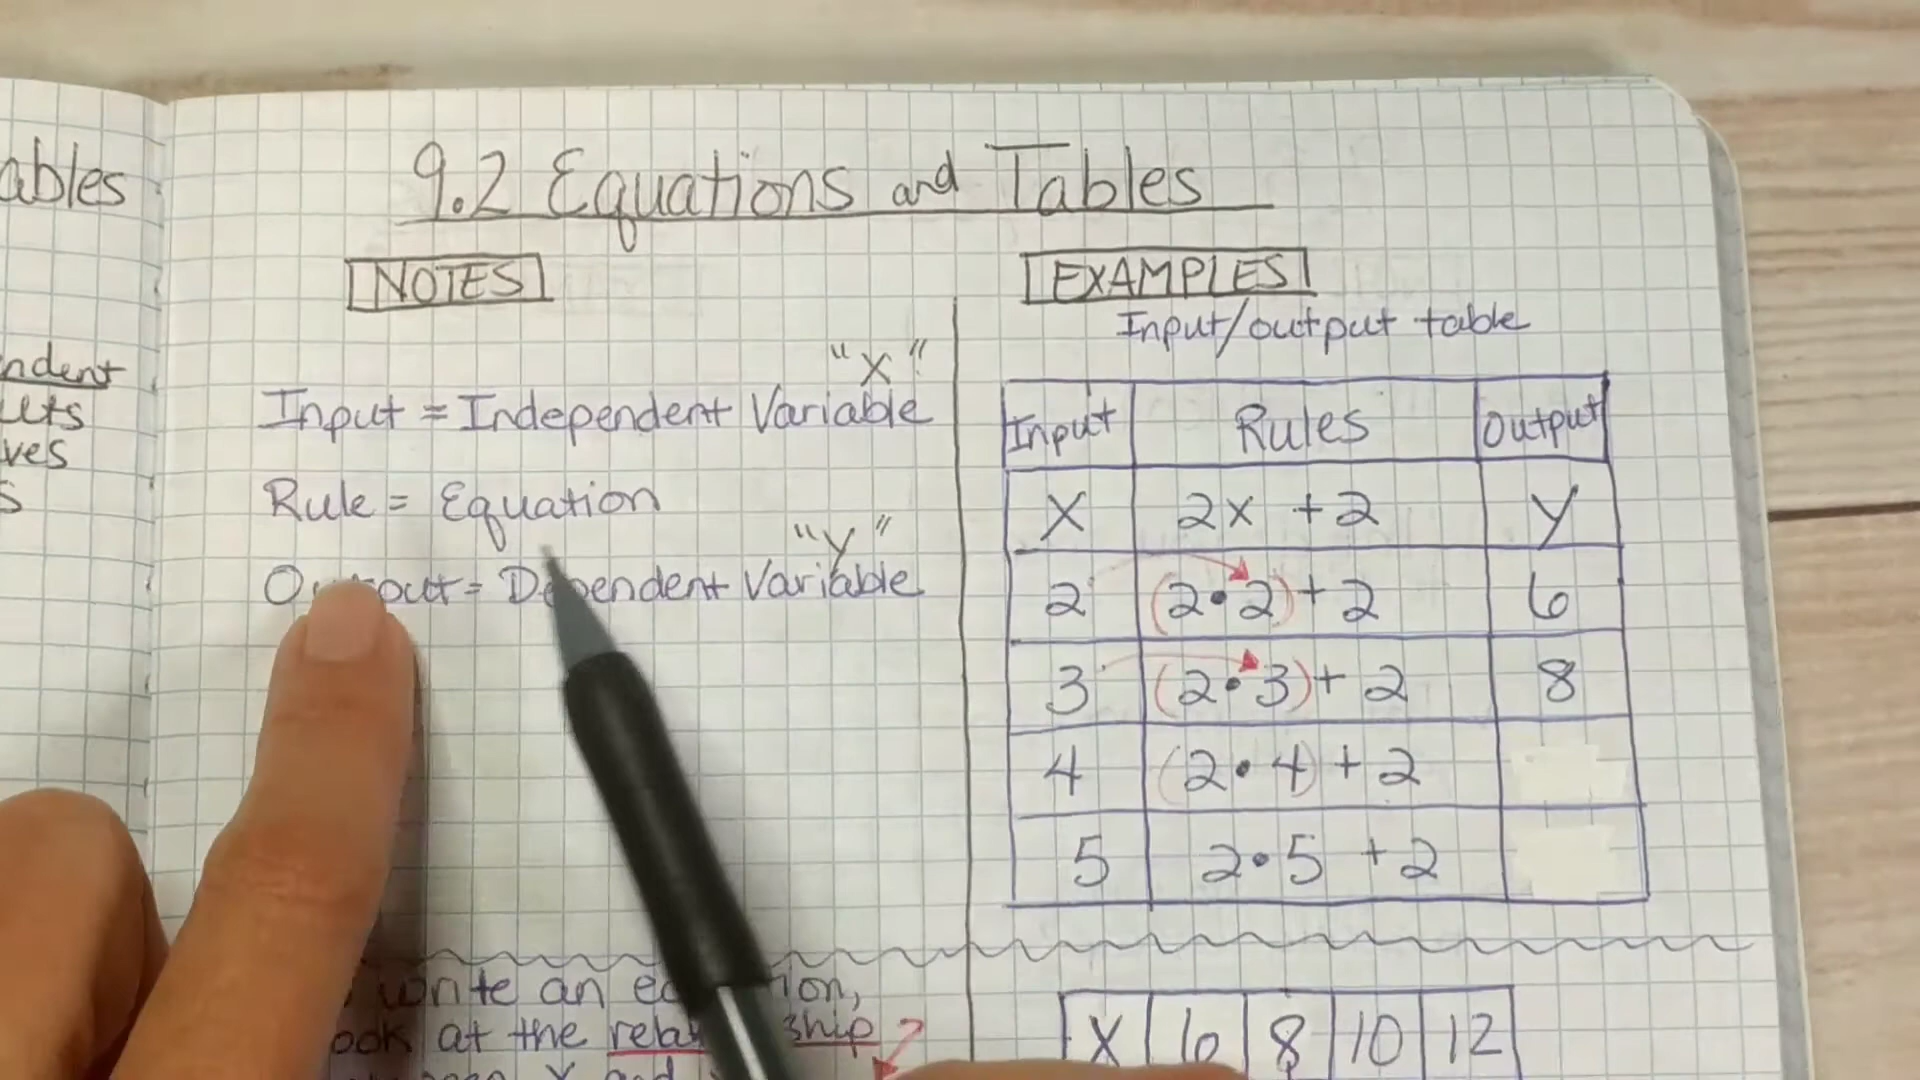 ables
ndent
ves
9.2 Equations and Tables
NOTES
"X"
Input = Independent Variable
Rule = Equation
"y"
Output = Dependent Variable
write an
look at the relationship
X and
EXAMPLES
Input/output table
Input Rules Output
X 2x + 2 y
2 (2•2) + 2 6
3 (2•3) + 2 8
4 (2•4) + 2
5 2•5 + 2
X 6 8 10 12